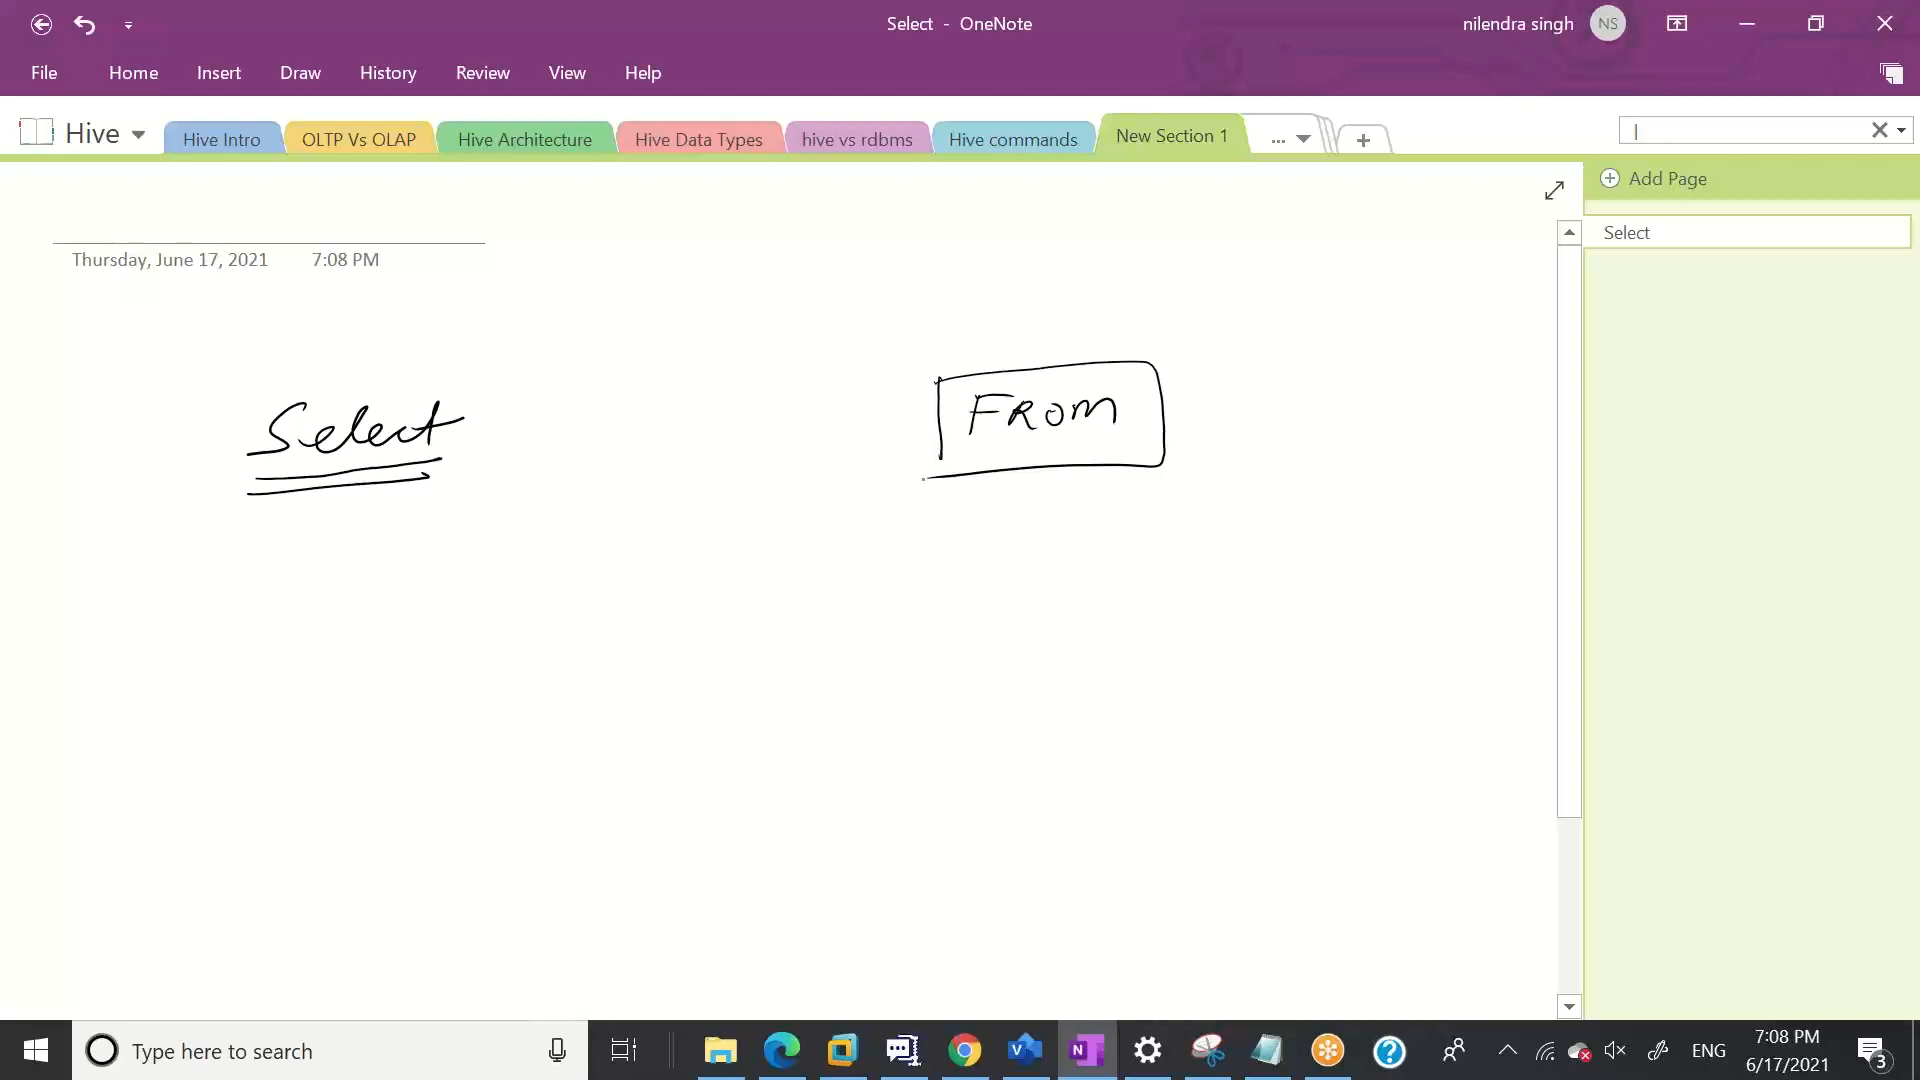 Select - OneNote
nilendra singh NS
File Home Insert Draw History Review View Help
Hive Hive Intro OLTP Vs OLAP Hive Architecture Hive Data Types hive vs rdbms Hive commands New Section 1 ...
Add Page
Select
Thursday, June 17, 2021 7:08 PM
Select
FROM
Type here to search
ENG
7:08 PM
6/17/2021
3